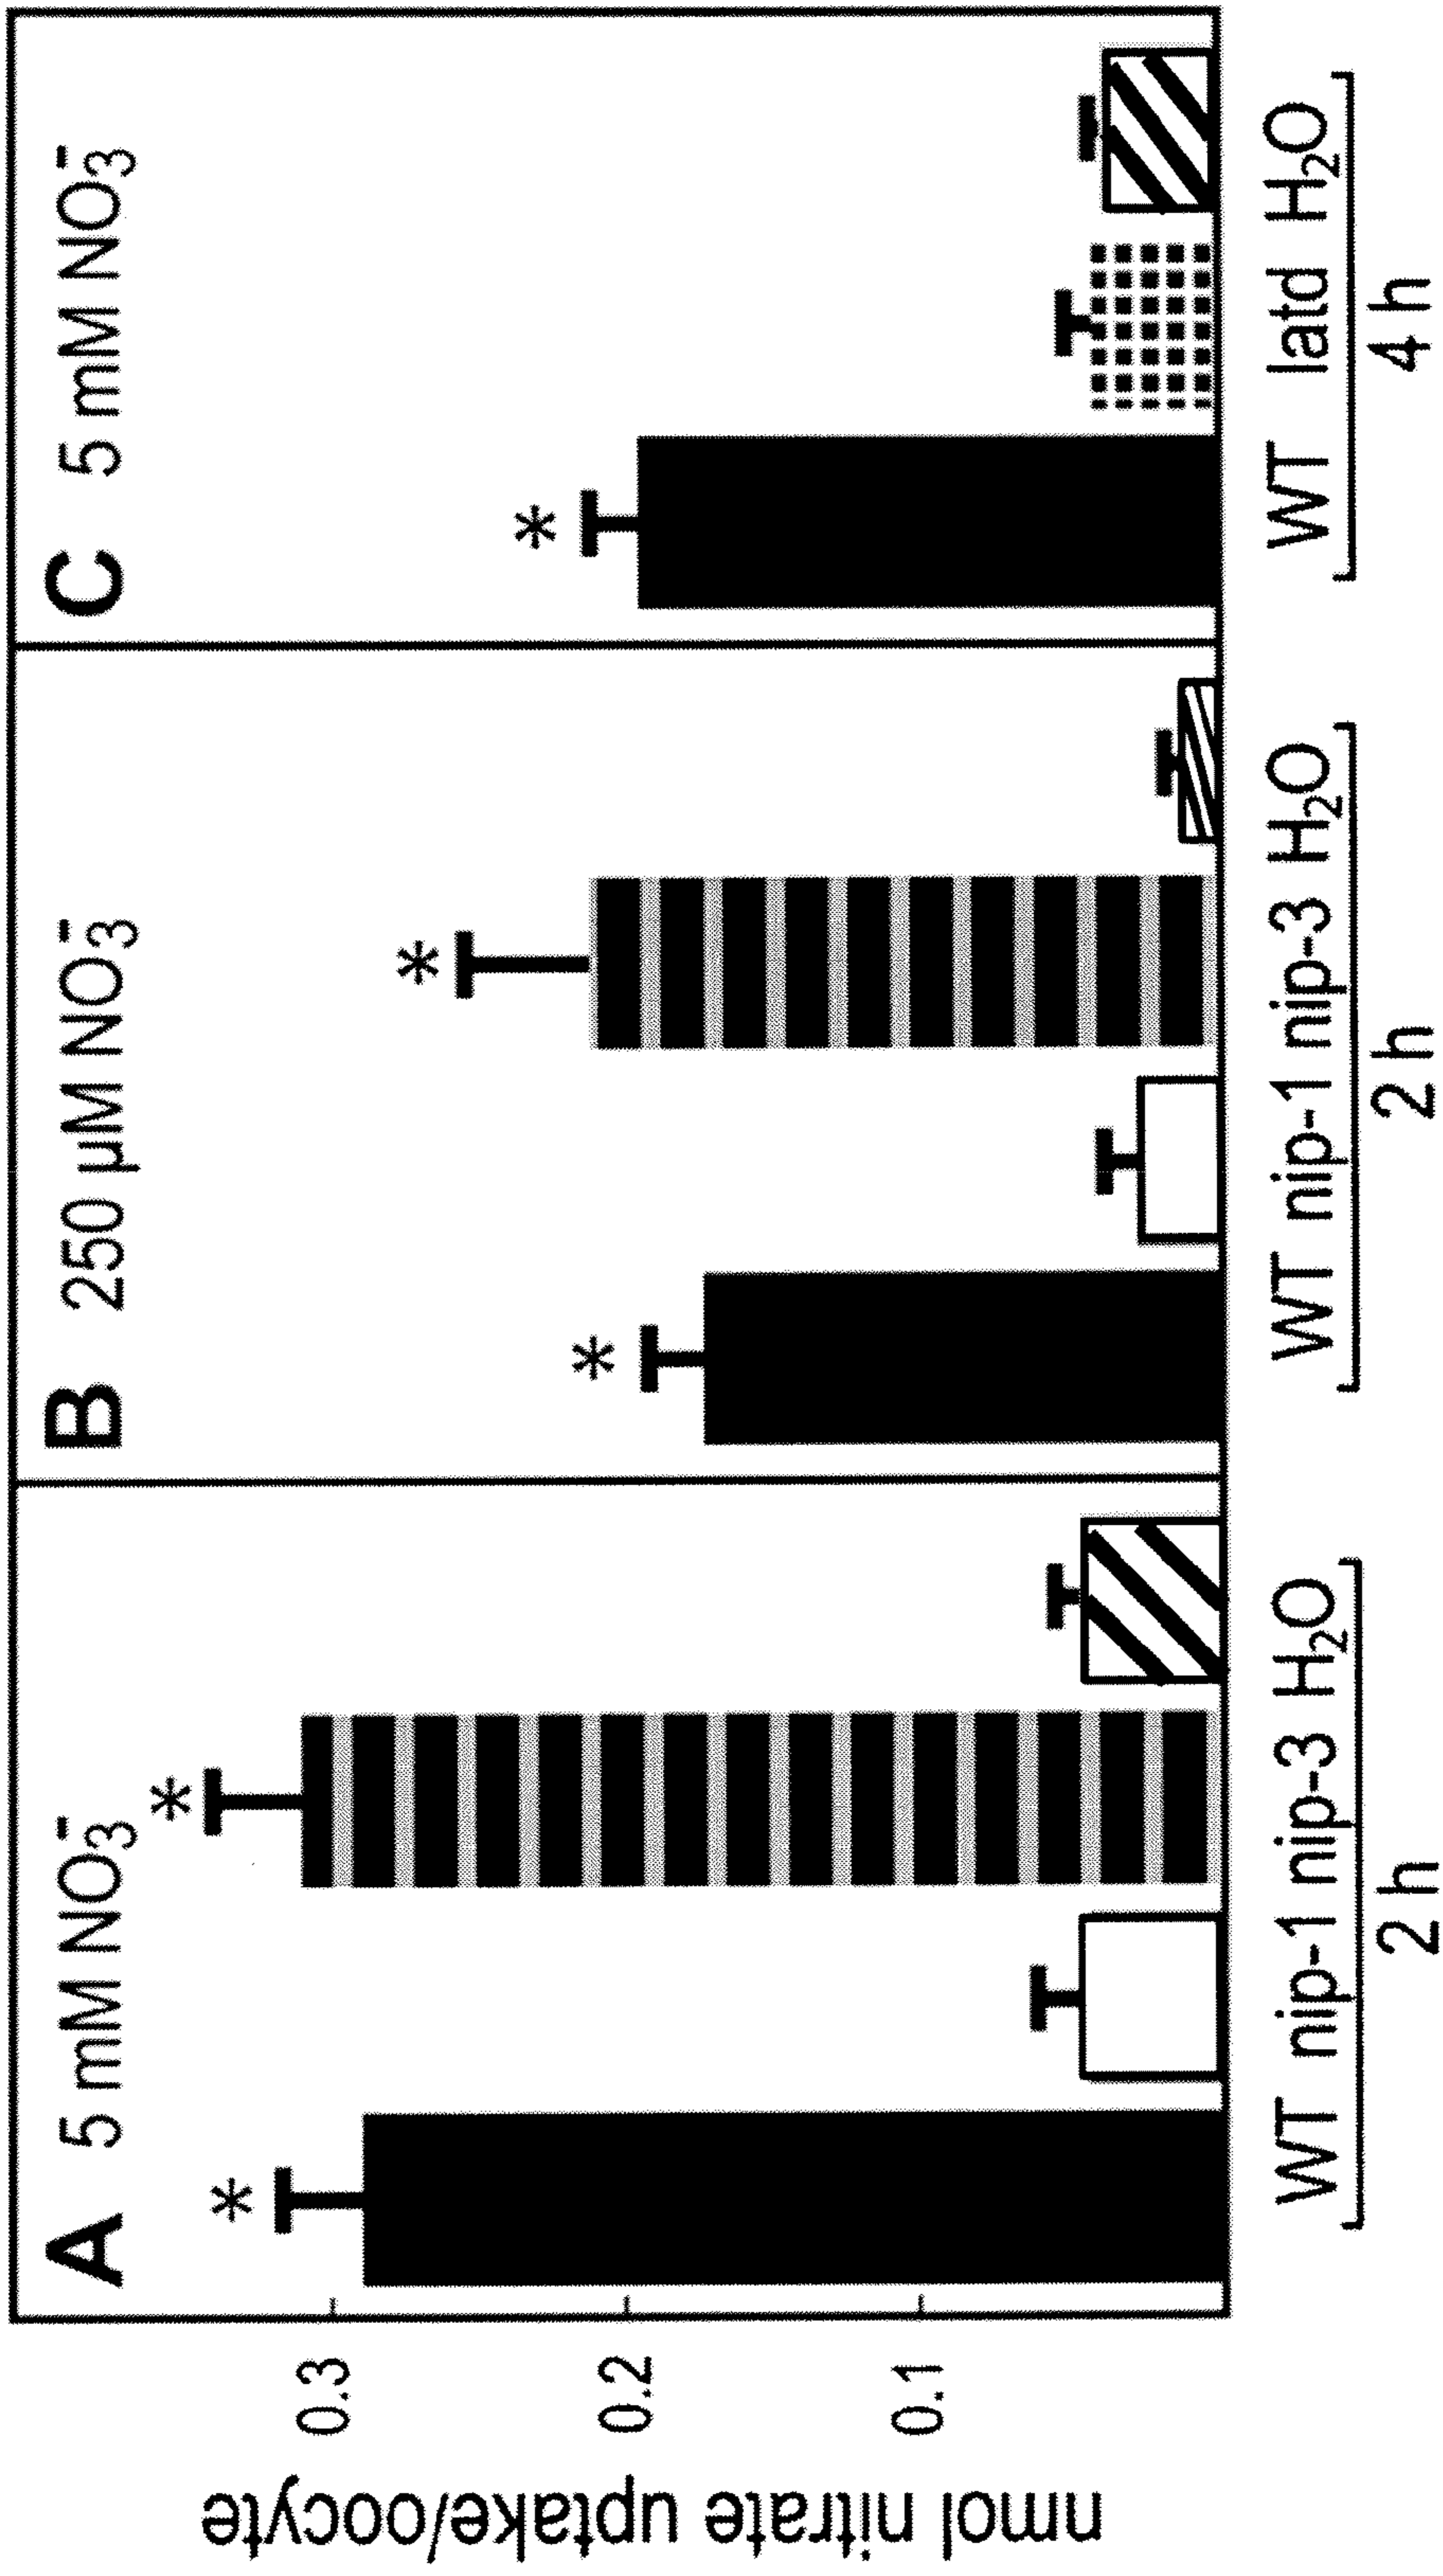 A 5 mM NO₃⁻
B 250 µM NO₃⁻
C 5 mM NO₃⁻
nmol nitrate uptake/oocyte
0.3
0.2
0.1
*
*
*
*
*
WT nip-1 nip-3 H₂O
WT nip-1 nip-3 H₂O
WT latd H₂O
2 h
2 h
4 h